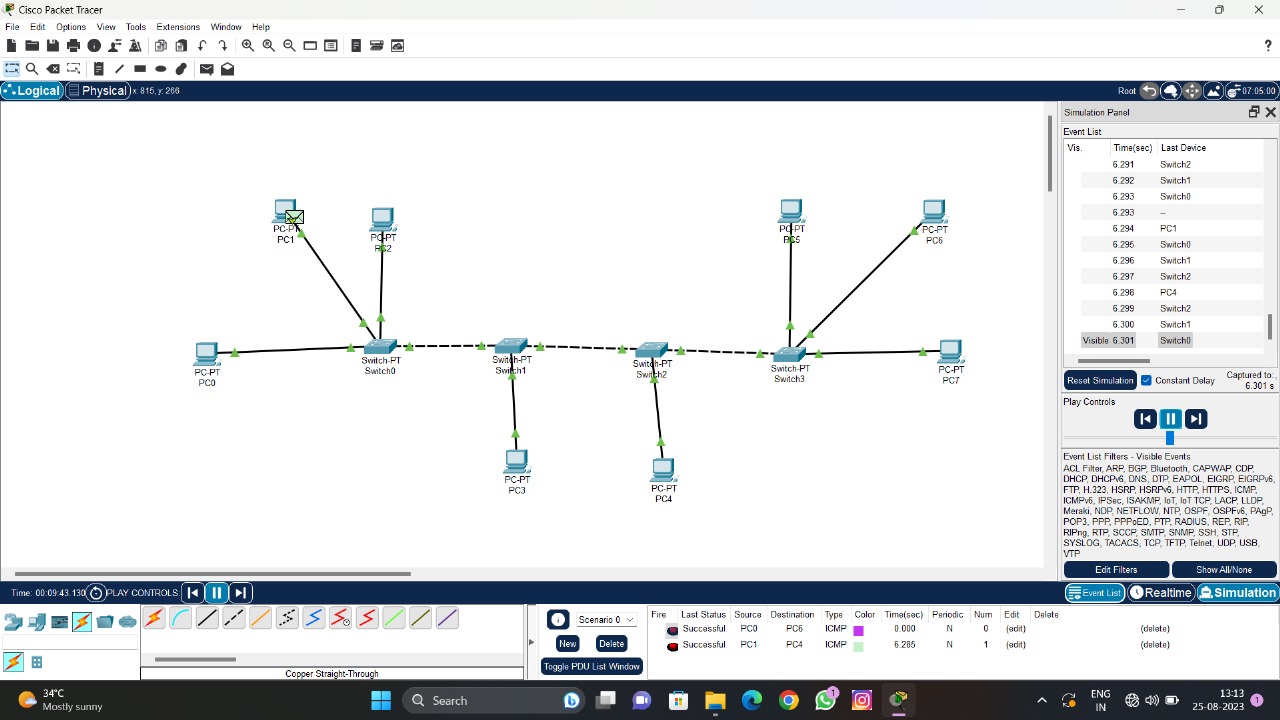 Cisco Packet Tracer
File Edit Options View Tools Extensions Window Help
?
Logical Physical x: 815, y: 266 Root 07:05:00
Simulation Panel
Event List
Vis. Time(sec) Last Device
6.291 Switch2
6.292 Switch1
6.293 Switch0
6.293 --
6.294 PC1
6.295 Switch0
6.296 Switch1
6.297 Switch2
6.298 PC4
6.299 Switch2
6.300 Switch1
Visible 6.301 Switch0
Reset Simulation Constant Delay Captured to:
6.301 s
Play Controls
Event List Filters - Visible Events
ACL Filter, ARP, BGP, Bluetooth, CAPWAP, CDP,
DHCP, DHCPv6, DNS, DTP, EAPOL, EIGRP, EIGRPv6,
FTP, H.323, HSRP, HSRPv6, HTTP, HTTPS, ICMP,
ICMPv6, IPSec, ISAKMP, IoT, IoT TCP, LACP, LLDP,
Meraki, NDP, NETFLOW, NTP, OSPF, OSPFv6, PAgP,
POP3, PPP, PPPoED, PTP, RADIUS, REP, RIP,
RIPng, RTP, SCCP, SMTP, SNMP, SSH, STP,
SYSLOG, TACACS, TCP, TFTP, Telnet, UDP, USB,
VTP
Edit Filters Show All/None
Event List Realtime Simulation
PC-PT
PC1
PC-PT
PC2
PC-PT
PC5
PC-PT
PC6
PC-PT
PC0
Switch-PT
Switch0
Switch-PT
Switch1
Switch-PT
Switch2
Switch-PT
Switch3
PC-PT
PC7
PC-PT
PC3
PC-PT
PC4
Time: 00:09:43.130 PLAY CONTROLS:
Copper Straight-Through
Scenario 0
New Delete
Toggle PDU List Window
Fire Last Status Source Destination Type Color Time(sec) Periodic Num Edit Delete
Successful PC0 PC6 ICMP 0.000 N 0 (edit) (delete)
Successful PC1 PC4 ICMP 6.285 N 1 (edit) (delete)
34°C
Mostly sunny
Search
1
ENG
IN
13:13
25-08-2023
1